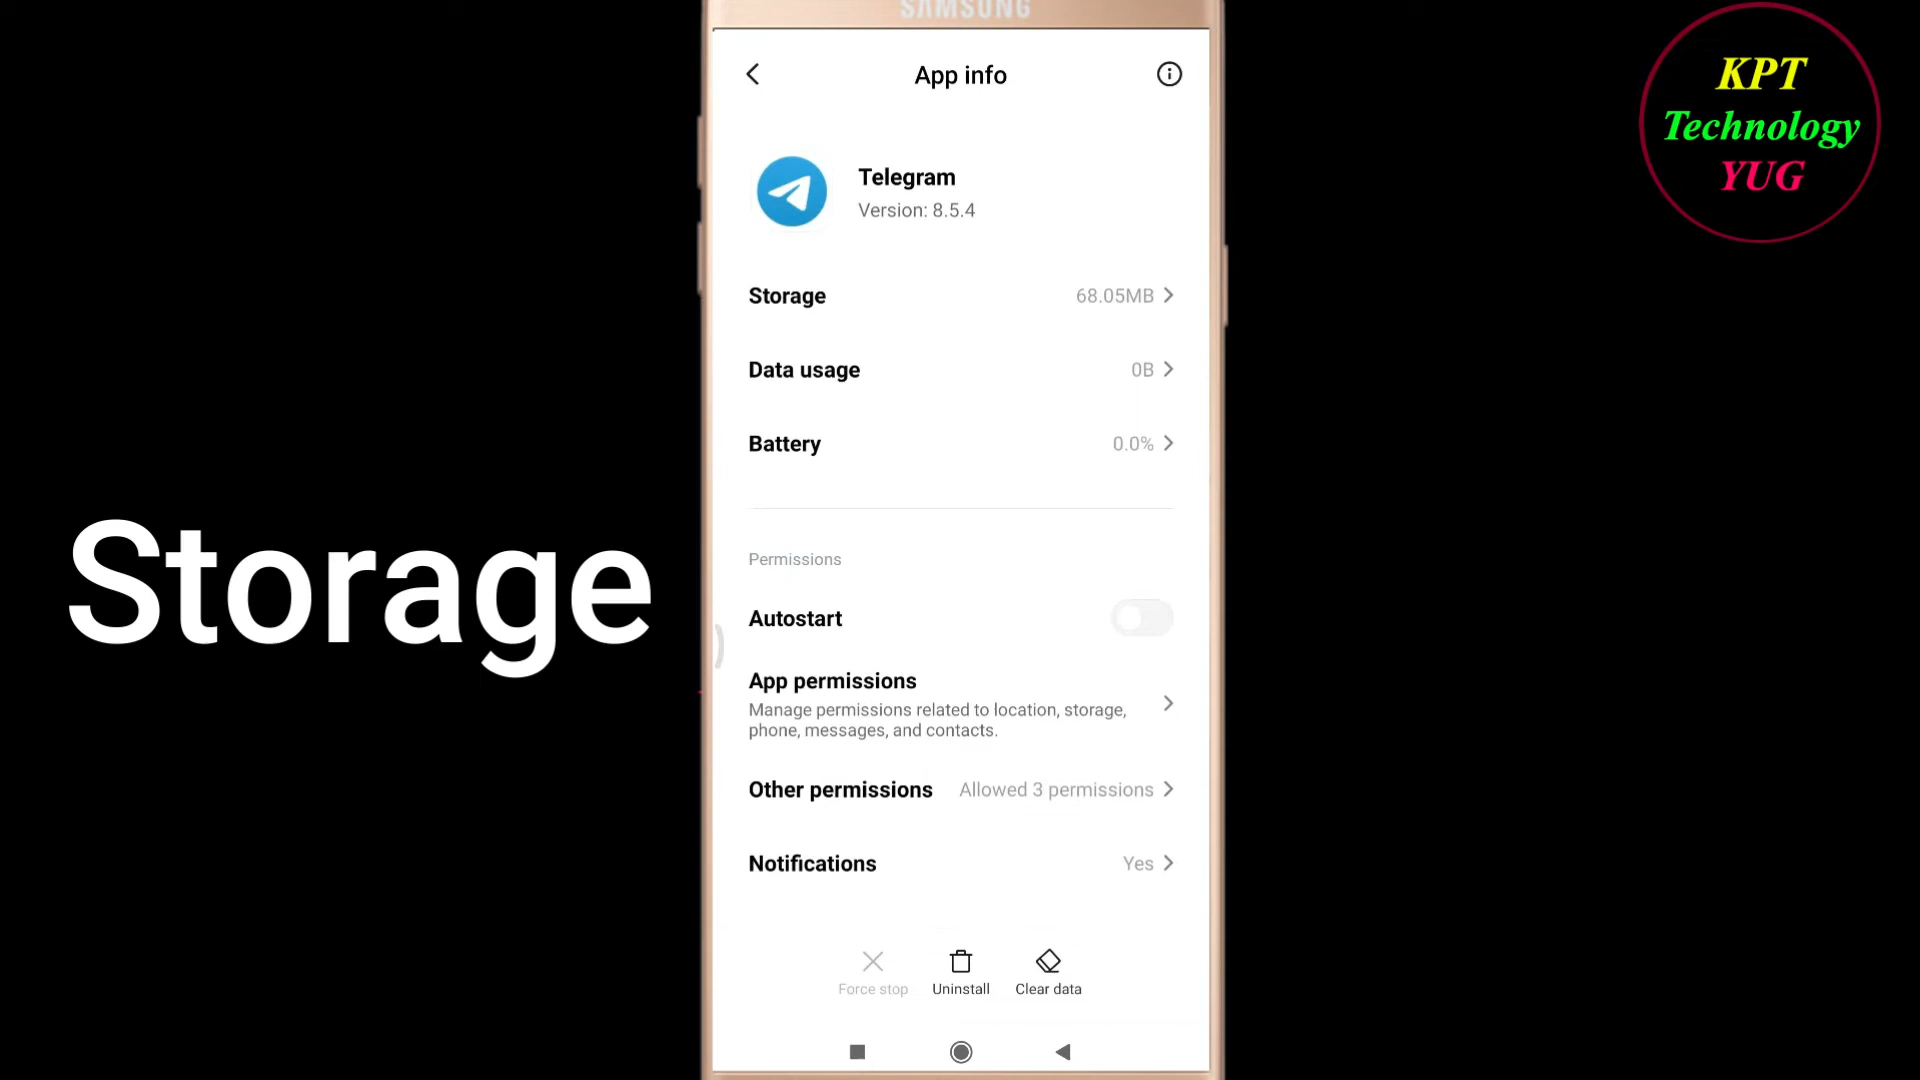 SAMSUNG
App info
KPT
Technology
YUG
Telegram
Version: 8.5.4
Storage 68.05MB
Data usage 0B
Battery 0.0%
Storage
Permissions
Autostart
App permissions
Manage permissions related to location, storage,
phone, messages, and contacts.
Other permissions Allowed 3 permissions
Notifications Yes
Force stop Uninstall Clear data